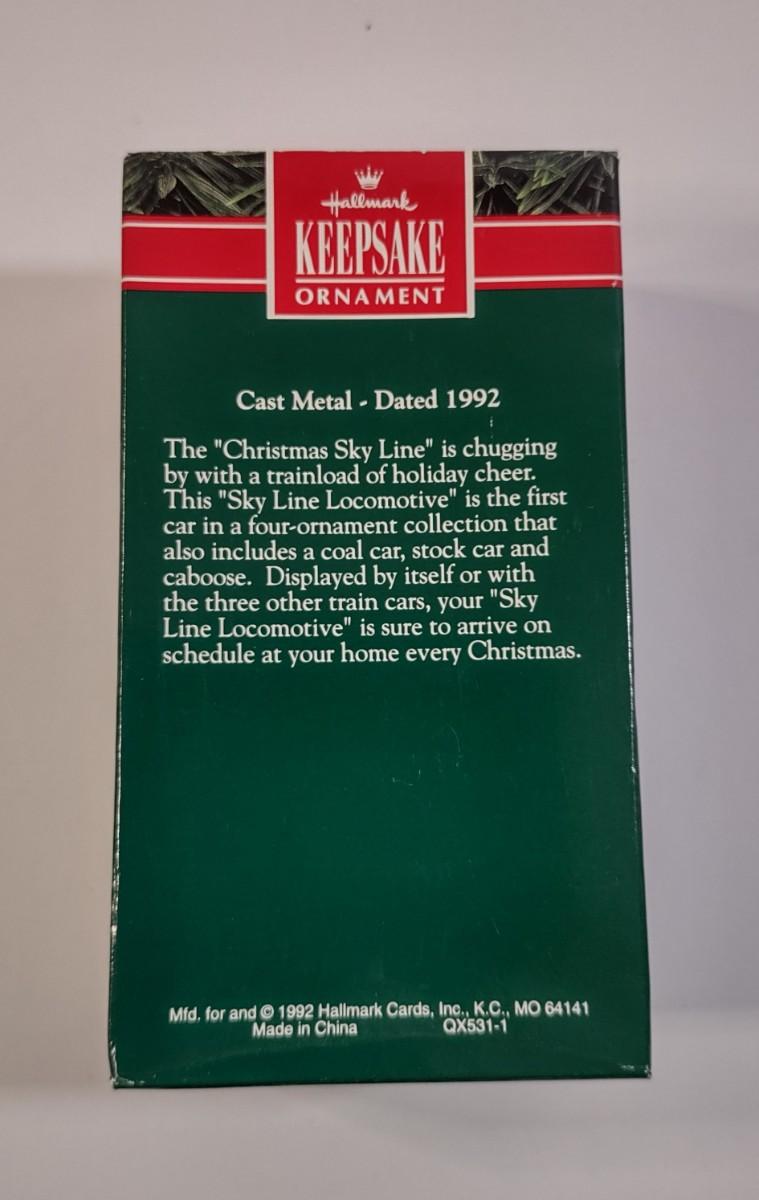 Hallmark
KEEPSAKE
ORNAMENT
Cast Metal - Dated 1992
The "Christmas Sky Line" is chugging
by with a trainload of holiday cheer.
This "Sky Line Locomotive" is the first
car in a four-ornament collection that
also includes a coal car, stock car and
caboose. Displayed by itself or with
the three other train cars, your "Sky
Line Locomotive" is sure to arrive on
schedule at your home every Christmas.
Mfd. for and © 1992 Hallmark Cards, Inc., K.C., MO 64141
Made in China QX531-1